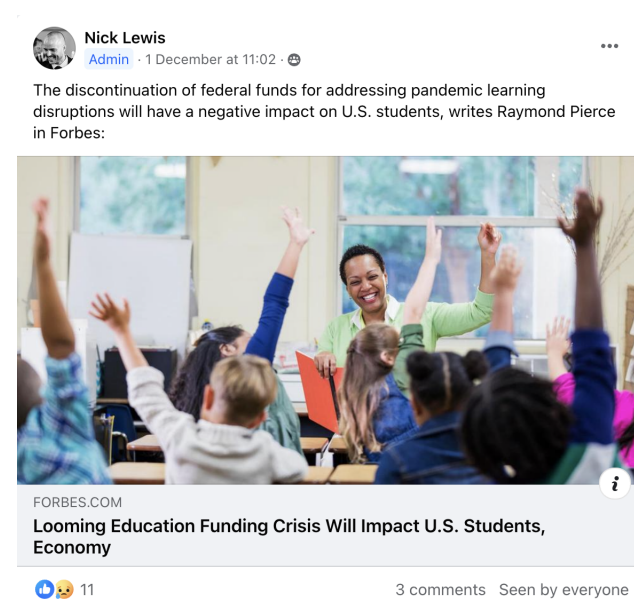 Nick Lewis
Admin · 1 December at 11:02 ·
The discontinuation of federal funds for addressing pandemic learning
disruptions will have a negative impact on U.S. students, writes Raymond Pierce
in Forbes:
i
FORBES.COM
Looming Education Funding Crisis Will Impact U.S. Students,
Economy
11
3 comments Seen by everyone